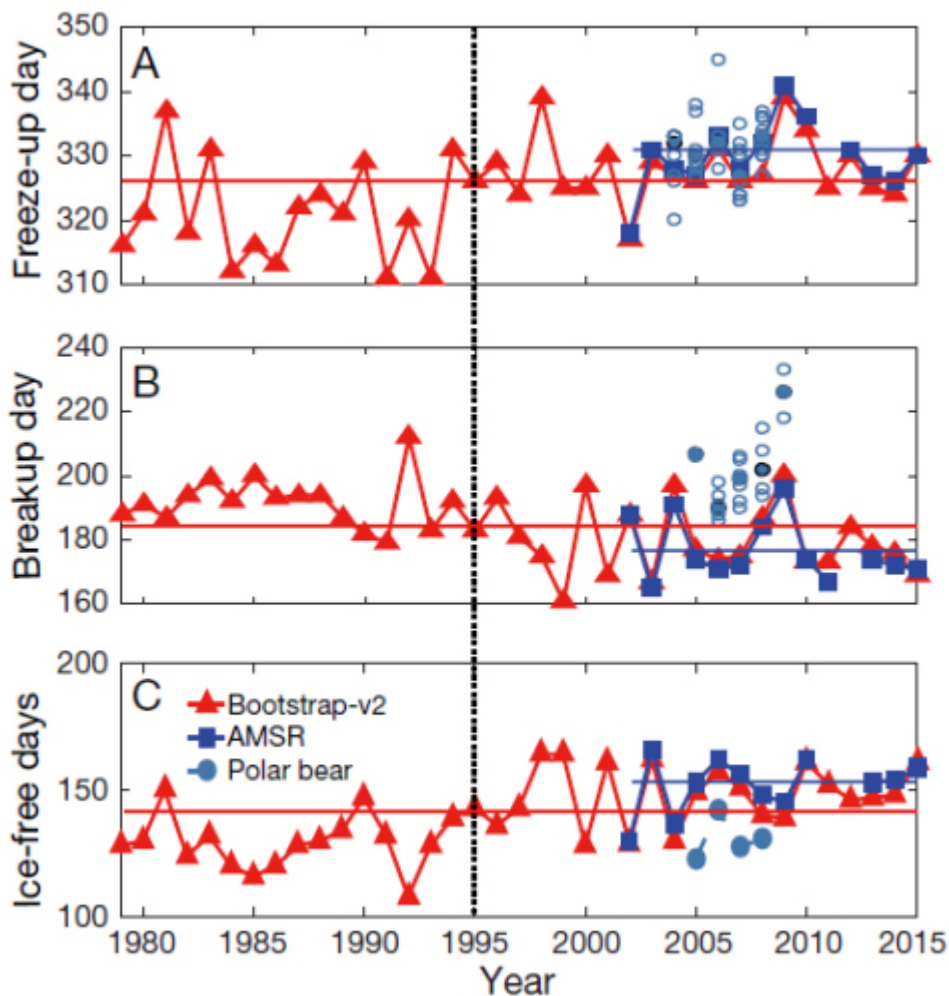 A
Freeze-up day
350
340
330
320
310
B
Breakup day
240
220
200
180
160
C
Ice-free days
200
150
100
Bootstrap-v2
AMSR
Polar bear
1980 1985 1990 1995 2000 2005 2010 2015
Year